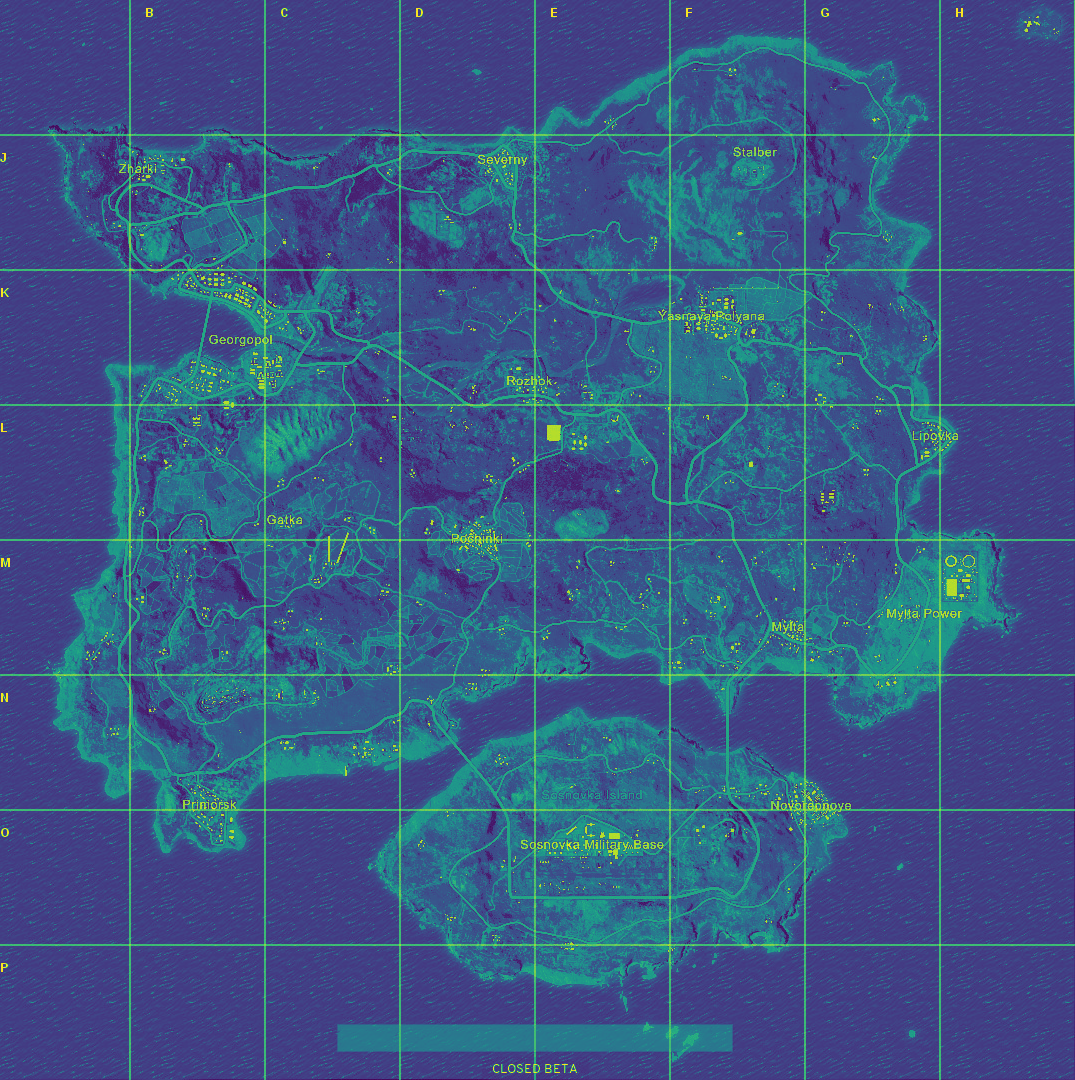 B C D E F G H
J
Zharki
Severny
Stalber
K
Georgopol
Yasnaya Polyana
Rozhok
L
Lipovka
Gatka
Pochinki
M
Mylta Power
Mylta
N
Sosnovka Island
Primorsk
Novorepnoye
O
Sosnovka Military Base
P
CLOSED BETA